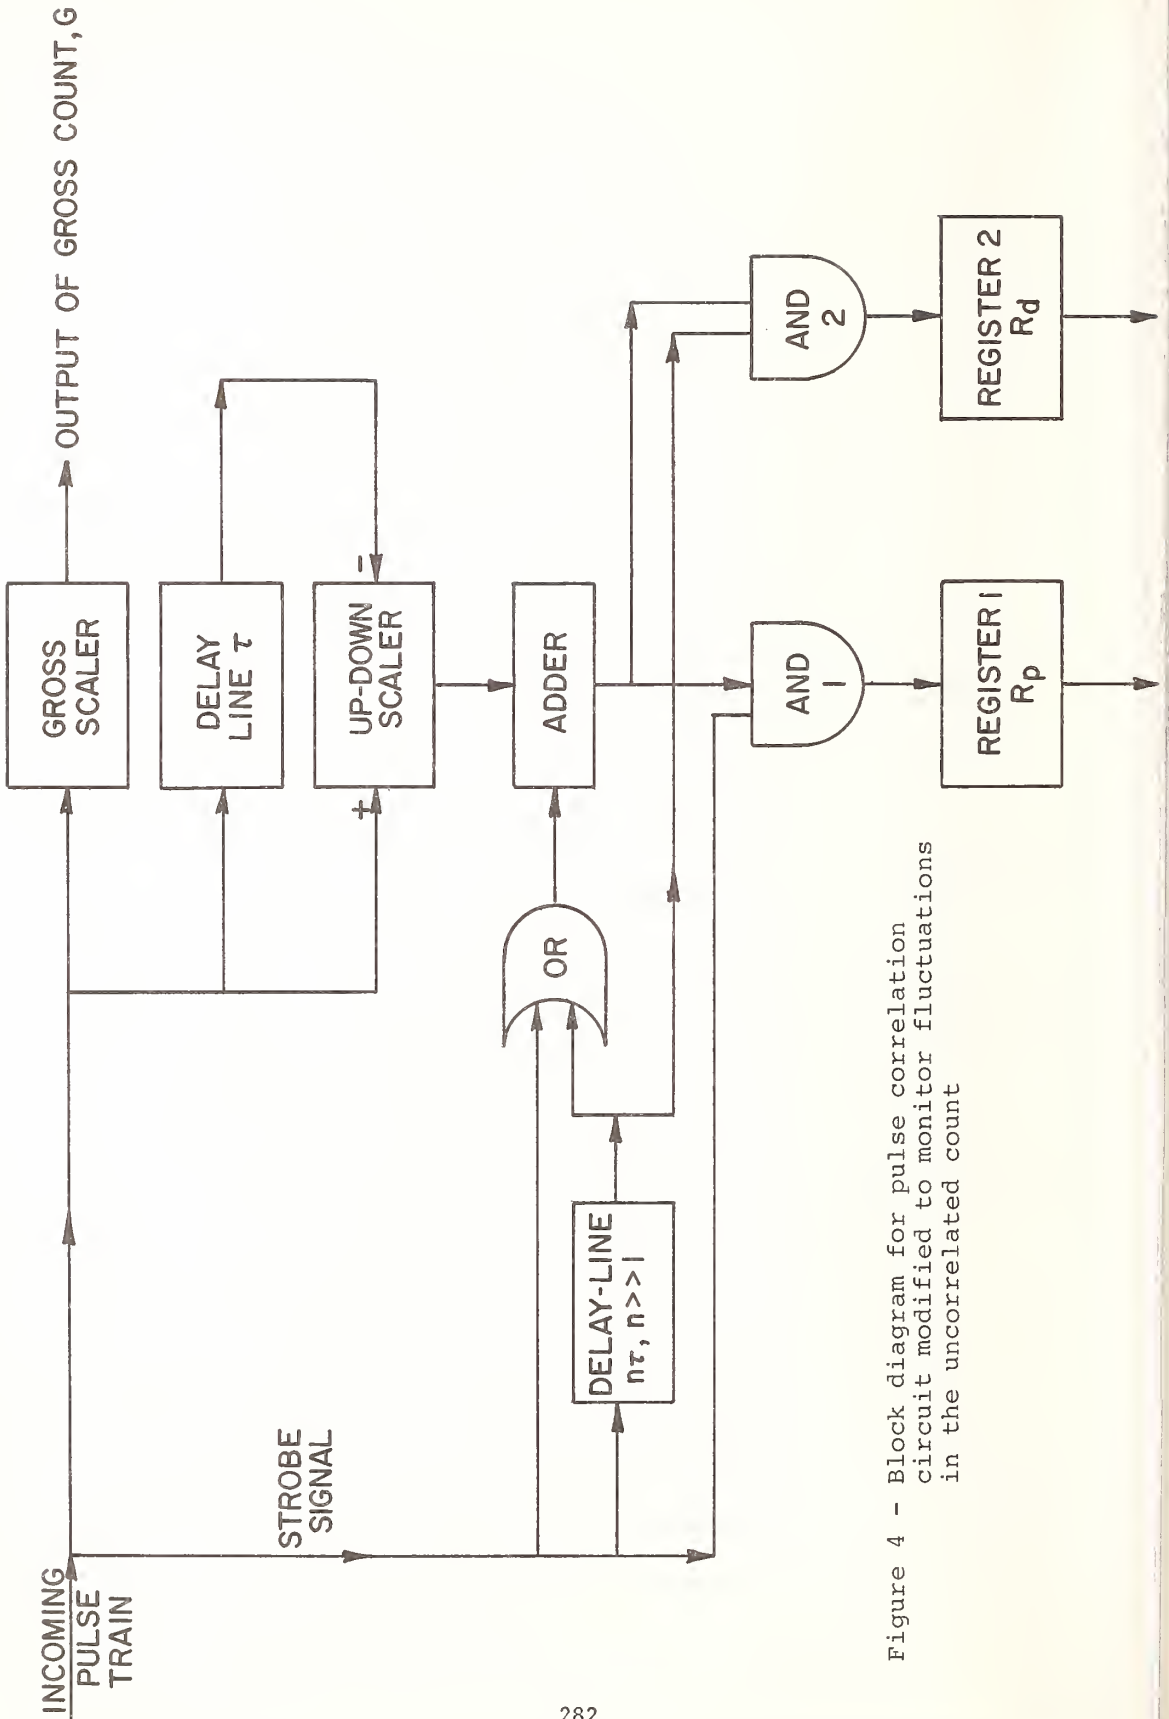 INCOMING
PULSE
TRAIN
STROBE
SIGNAL
GROSS
SCALER
OUTPUT OF GROSS COUNT, G
DELAY
LINE τ
+
UP-DOWN
SCALER
-
OR
ADDER
DELAY-LINE
nτ, n>>1
AND
1
AND
2
REGISTER 1
Rp
REGISTER 2
Rd
Figure 4 - Block diagram for pulse correlation
circuit modified to monitor fluctuations
in the uncorrelated count
282